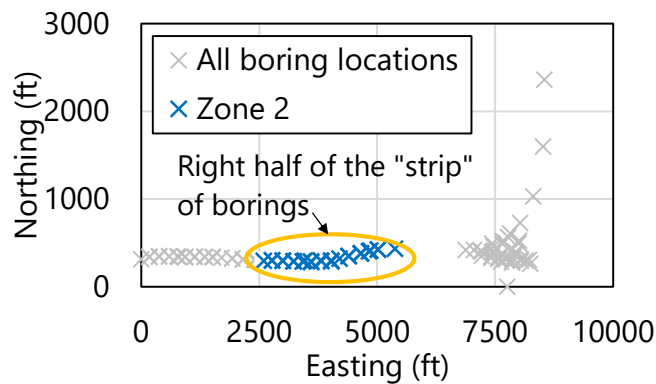 3000
2000
1000
0
Northing (ft)
All boring locations
Zone 2
Right half of the "strip"
of borings
0
2500
5000
7500
10000
Easting (ft)